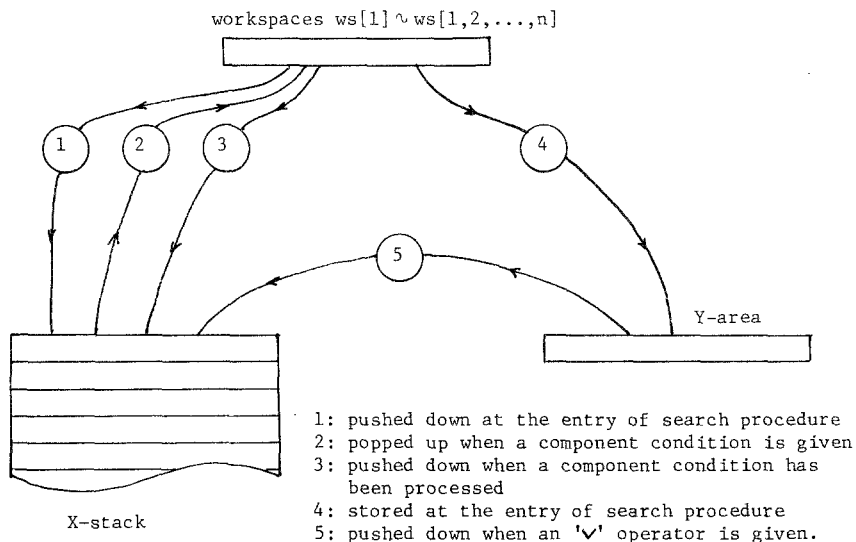 workspaces ws[1] ∿ ws[1,2,...,n]
1
2
3
4
5
Y-area
X-stack
1: pushed down at the entry of search procedure
2: popped up when a component condition is given
3: pushed down when a component condition has
been processed
4: stored at the entry of search procedure
5: pushed down when an '∨' operator is given.